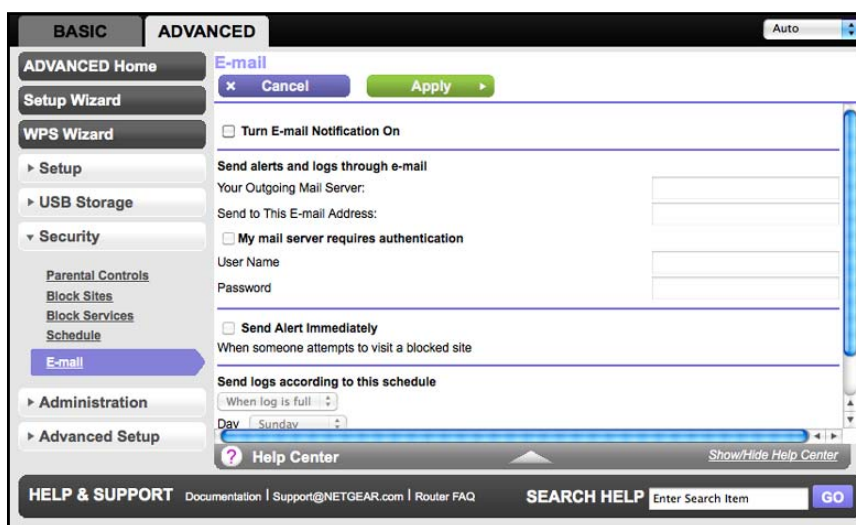 BASIC ADVANCED Auto
ADVANCED Home
Setup Wizard
WPS Wizard
Setup
USB Storage
Security
Parental Controls
Block Sites
Block Services
Schedule
E-mail
Administration
Advanced Setup
E-mail
Cancel Apply
Turn E-mail Notification On
Send alerts and logs through e-mail
Your Outgoing Mail Server:
Send to This E-mail Address:
My mail server requires authentication
User Name
Password
Send Alert Immediately
When someone attempts to visit a blocked site
Send logs according to this schedule
When log is full
Day Sunday
? Help Center Show/Hide Help Center
HELP & SUPPORT Documentation | Support@NETGEAR.com | Router FAQ SEARCH HELP Enter Search Item GO